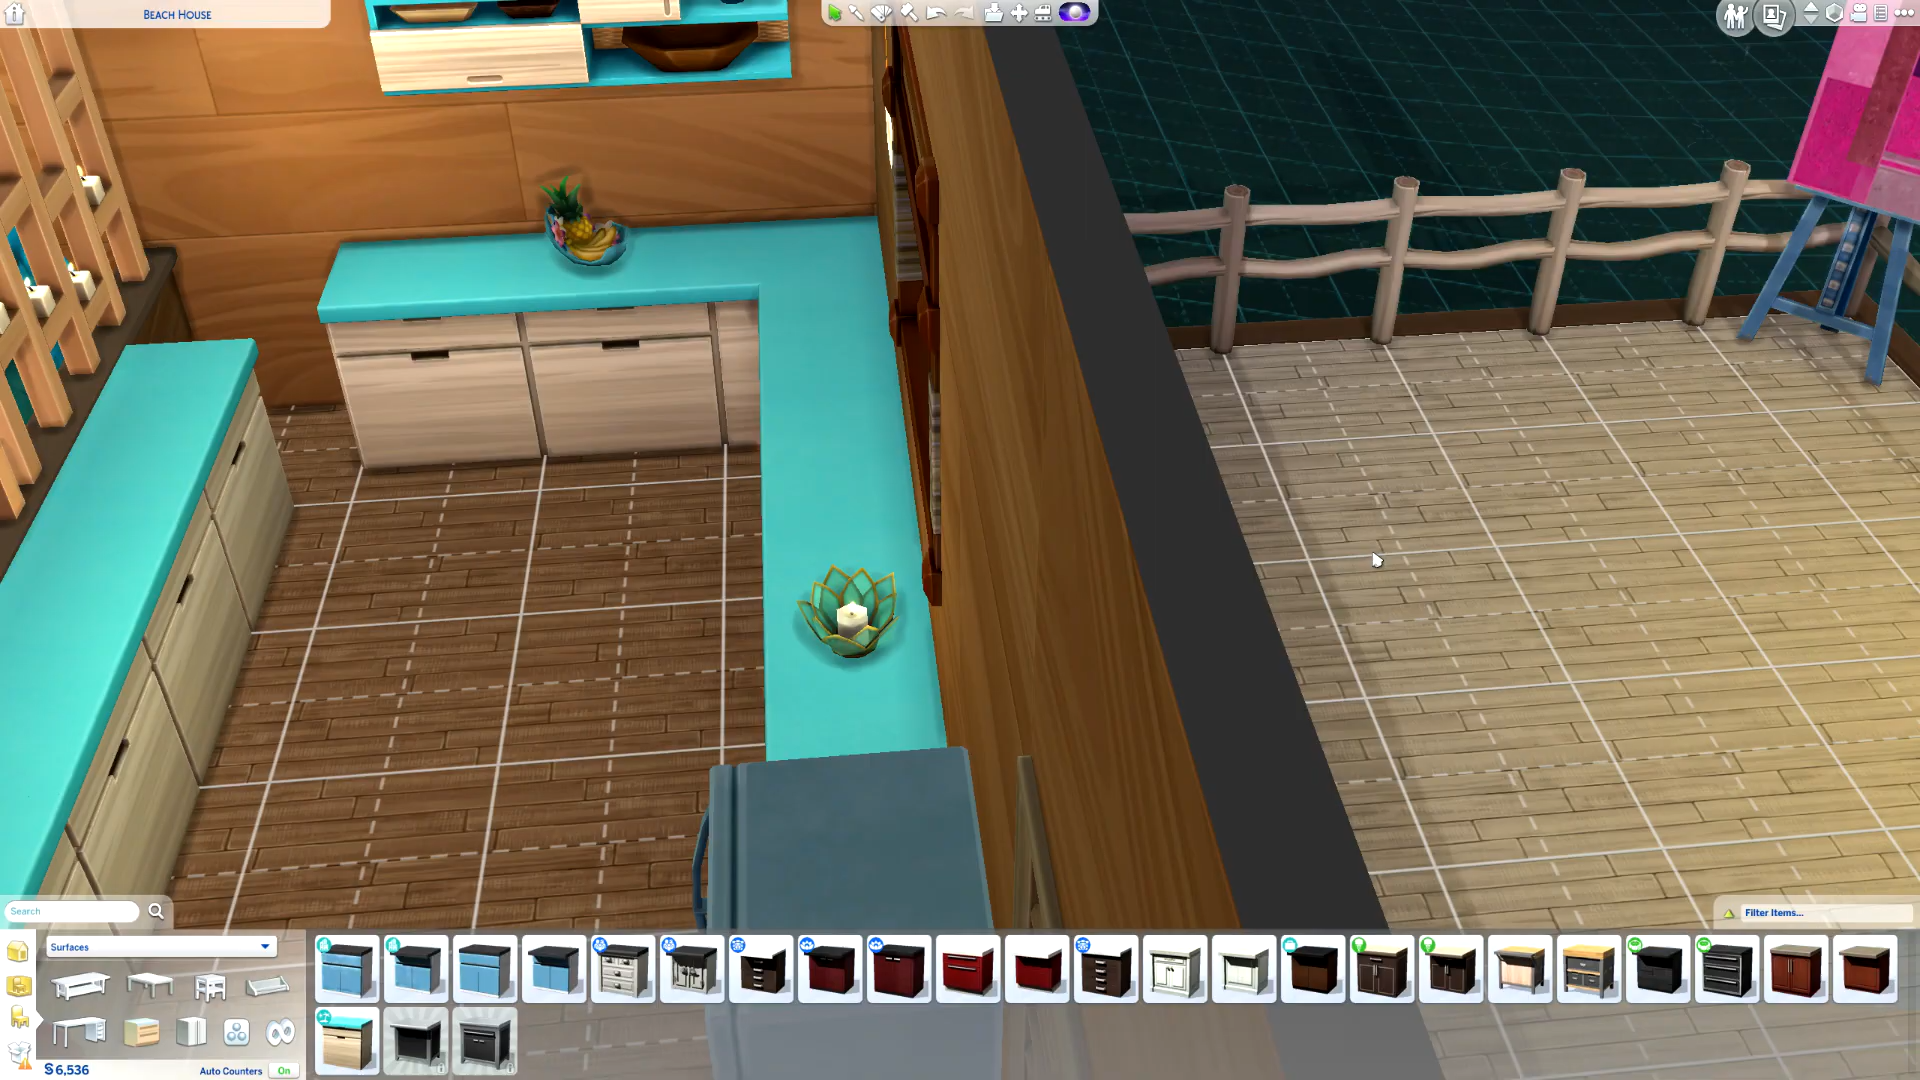 BEACH HOUSE
Search
Filter Items...
Surfaces
§6,536
Auto Counters
On